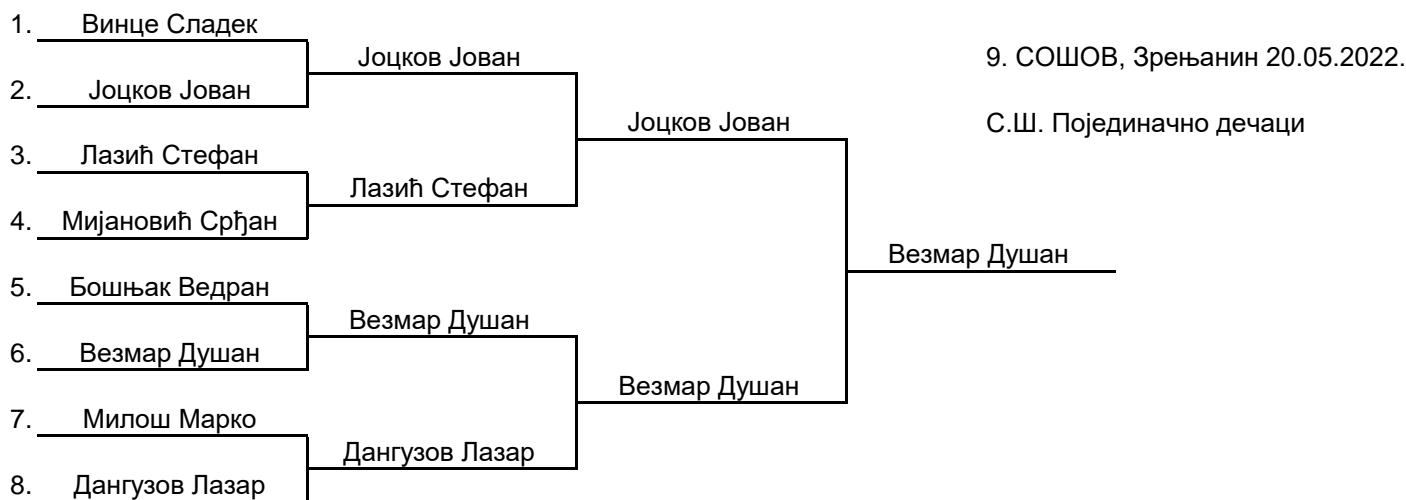 1. Винце Сладек
Јоцков Јован
9. СОШОВ, Зрењанин 20.05.2022.
2. Јоцков Јован
Јоцков Јован
С.Ш. Појединачно дечаци
3. Лазић Стефан
Лазић Стефан
4. Мијановић Срђан
Везмар Душан
5. Бошњак Ведран
Везмар Душан
6. Везмар Душан
Везмар Душан
7. Милош Марко
Дангузов Лазар
8. Дангузов Лазар